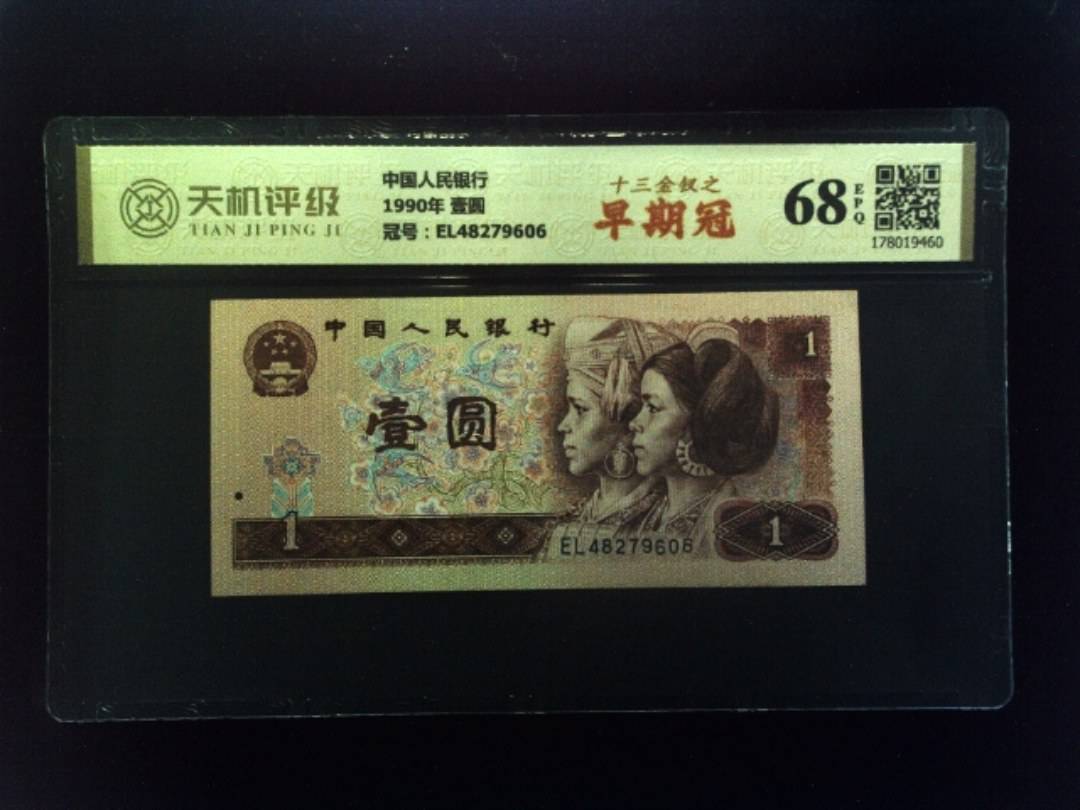 天机评级
TIAN JI PING JI
中国人民银行
1990年 壹圆
冠号：EL48279606
十三金钗之
早期冠
68
EPQ
178019460
中国人民银行
1
壹圆
1
EL48279606
1